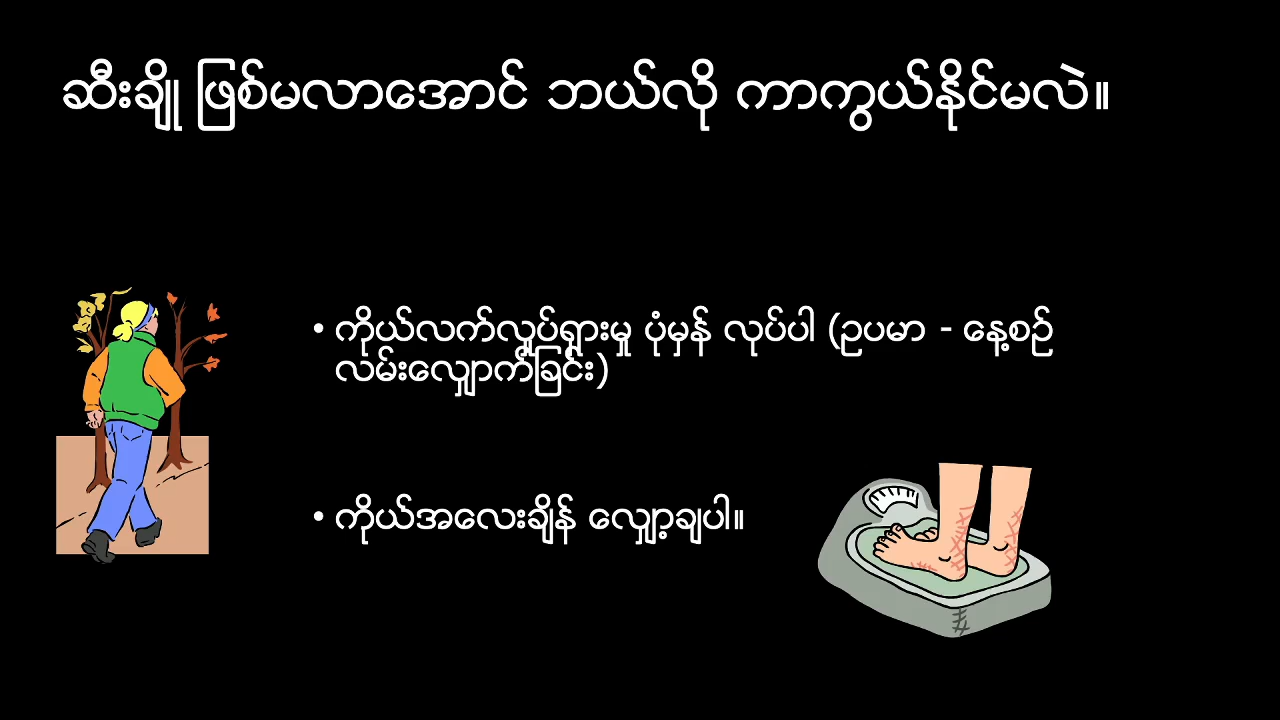 ဆီးချို ဖြစ်မလာအောင် ဘယ်လို ကာကွယ်နိုင်မလဲ။
• ကိုယ်လက်လှုပ်ရှားမှု ပုံမှန် လုပ်ပါ (ဥပမာ - နေ့စဉ်
လမ်းလျှောက်ခြင်း)
• ကိုယ်အလေးချိန် လျှော့ချပါ။